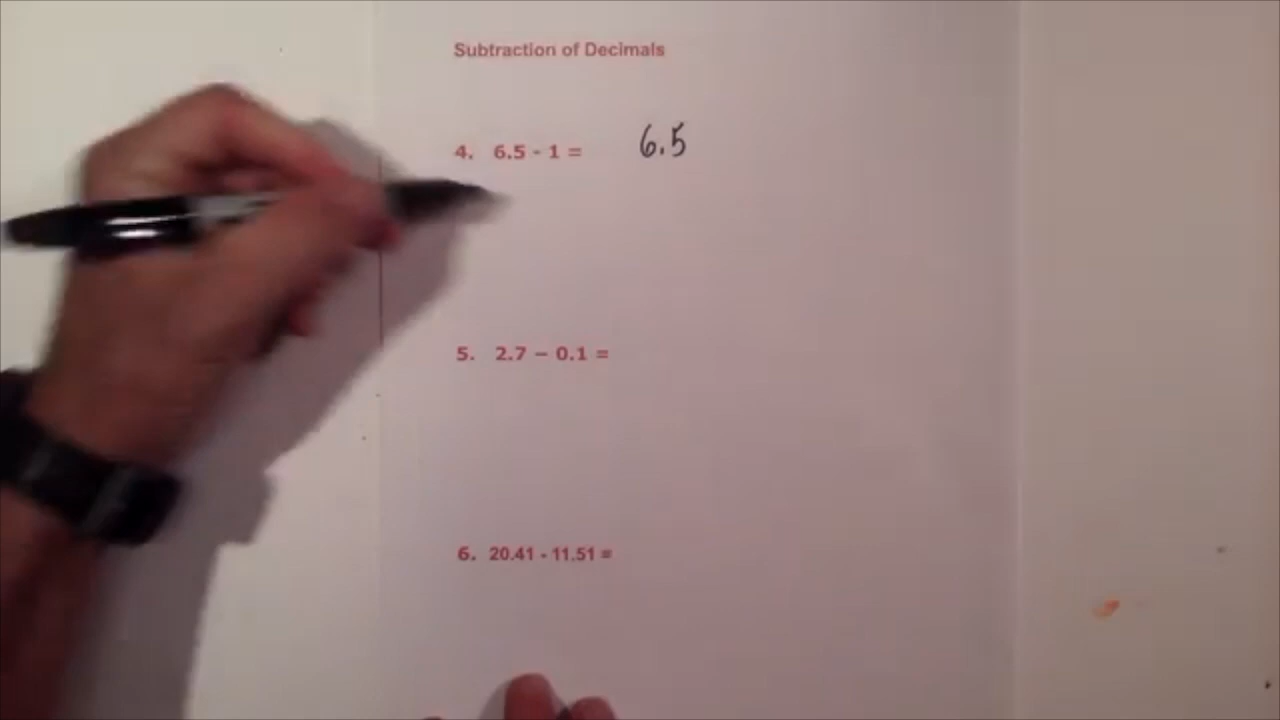 Subtraction of Decimals
4. 6.5 - 1 = 6.5
5. 2.7 – 0.1 =
6. 20.41 - 11.51 =